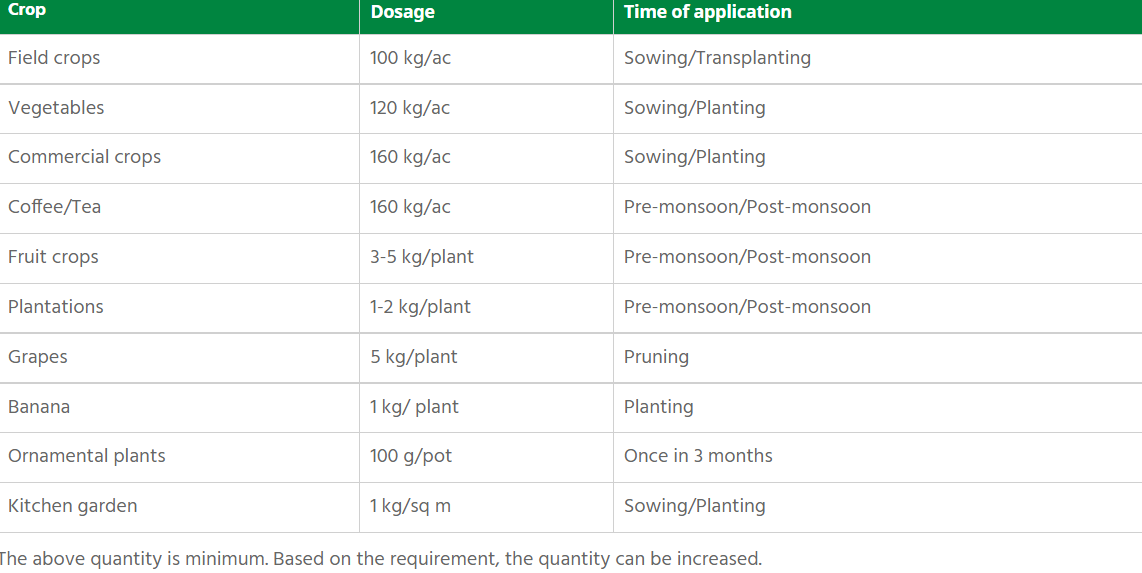 Crop Dosage Time of application
Field crops 100 kg/ac Sowing/Transplanting
Vegetables 120 kg/ac Sowing/Planting
Commercial crops 160 kg/ac Sowing/Planting
Coffee/Tea 160 kg/ac Pre-monsoon/Post-monsoon
Fruit crops 3-5 kg/plant Pre-monsoon/Post-monsoon
Plantations 1-2 kg/plant Pre-monsoon/Post-monsoon
Grapes 5 kg/plant Pruning
Banana 1 kg/ plant Planting
Ornamental plants 100 g/pot Once in 3 months
Kitchen garden 1 kg/sq m Sowing/Planting
The above quantity is minimum. Based on the requirement, the quantity can be increased.